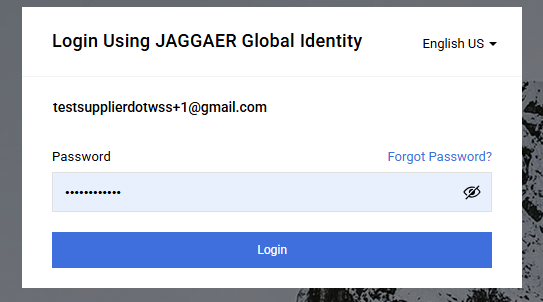 Login Using JAGGAER Global Identity
English US
testsupplierdotwss+1@gmail.com
Password
Forgot Password?
••••••••••••
Login